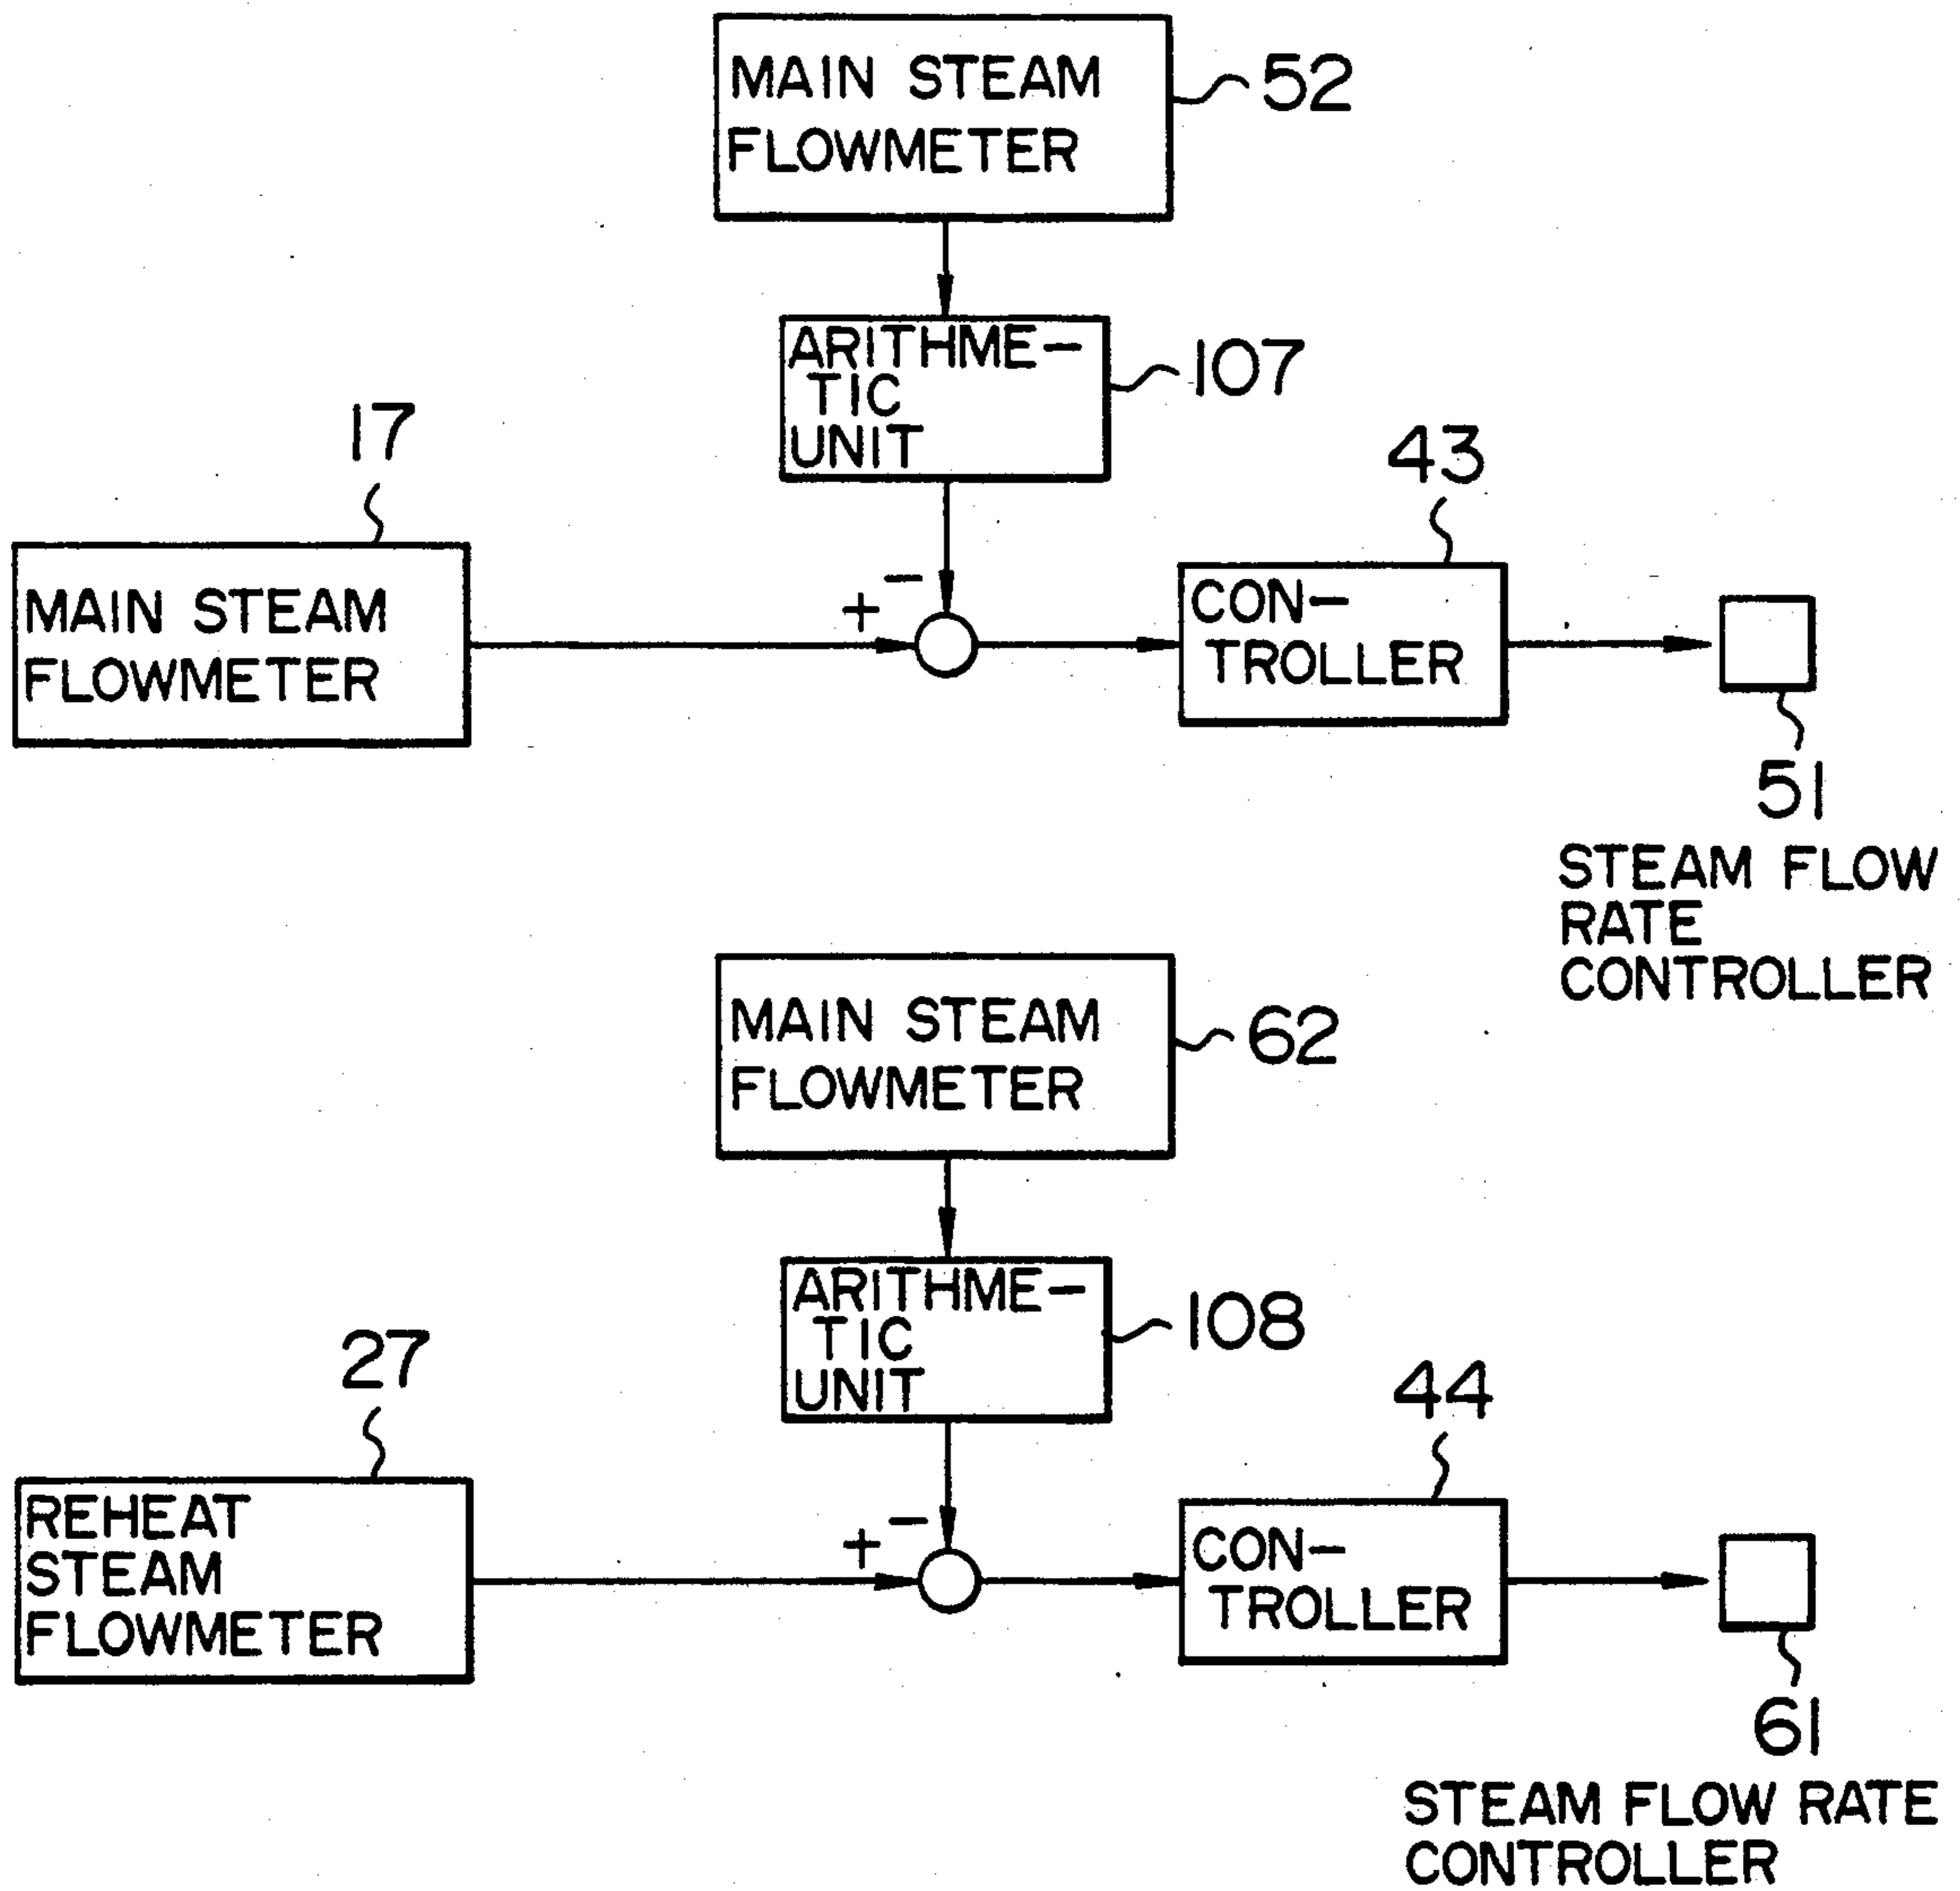 MAIN STEAM
FLOWMETER
52
ARITHME-
TIC
UNIT
107
17
MAIN STEAM
FLOWMETER
+
-
43
CON-
TROLLER
51
STEAM FLOW
RATE
CONTROLLER
MAIN STEAM
FLOWMETER
62
ARITHME-
TIC
UNIT
108
27
REHEAT
STEAM
FLOWMETER
+
-
44
CON-
TROLLER
61
STEAM FLOW RATE
CONTROLLER